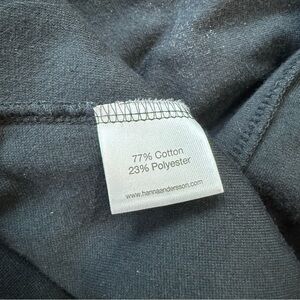 77% Cotton
23% Polyester
www.hannaandersson.com